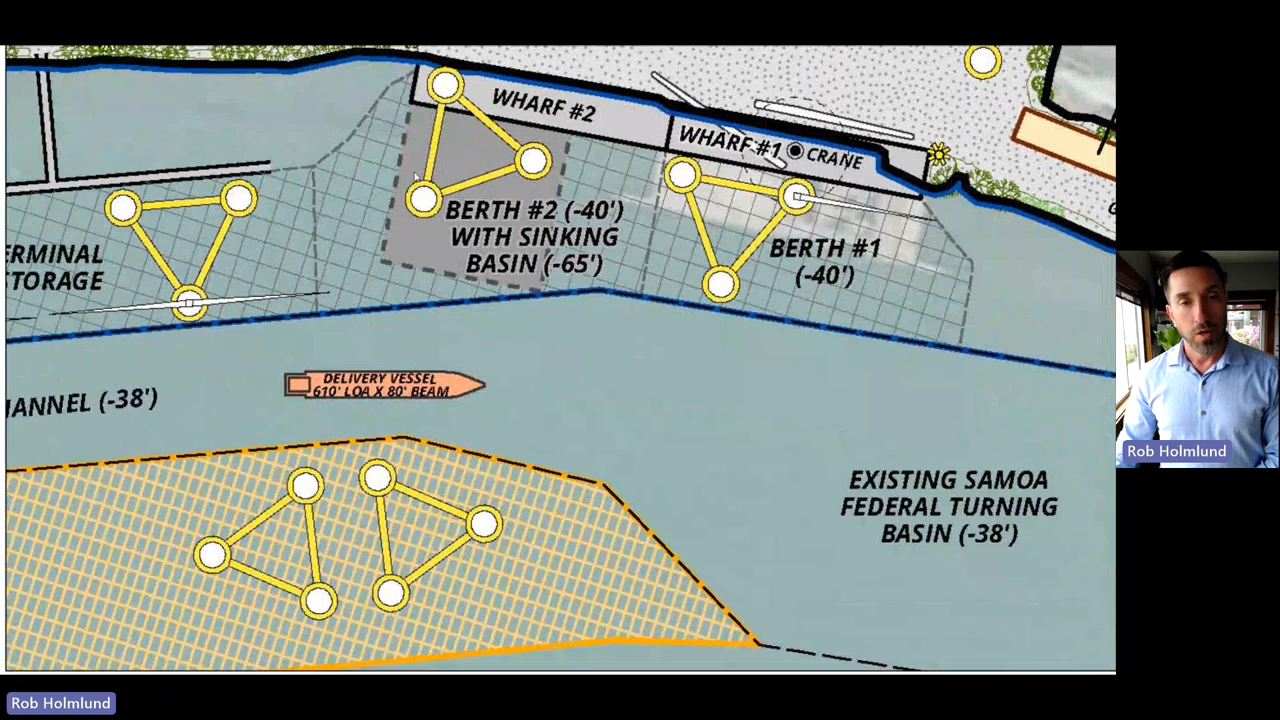 WHARF #2
WHARF #1
CRANE
BERTH #2 (-40')
WITH SINKING
BASIN (-65')
BERTH #1
(-40')
ERMINAL
STORAGE
DELIVERY VESSEL
610' LOA X 80' BEAM
HANNEL (-38')
EXISTING SAMOA
FEDERAL TURNING
BASIN (-38')
Rob Holmlund
Rob Holmlund